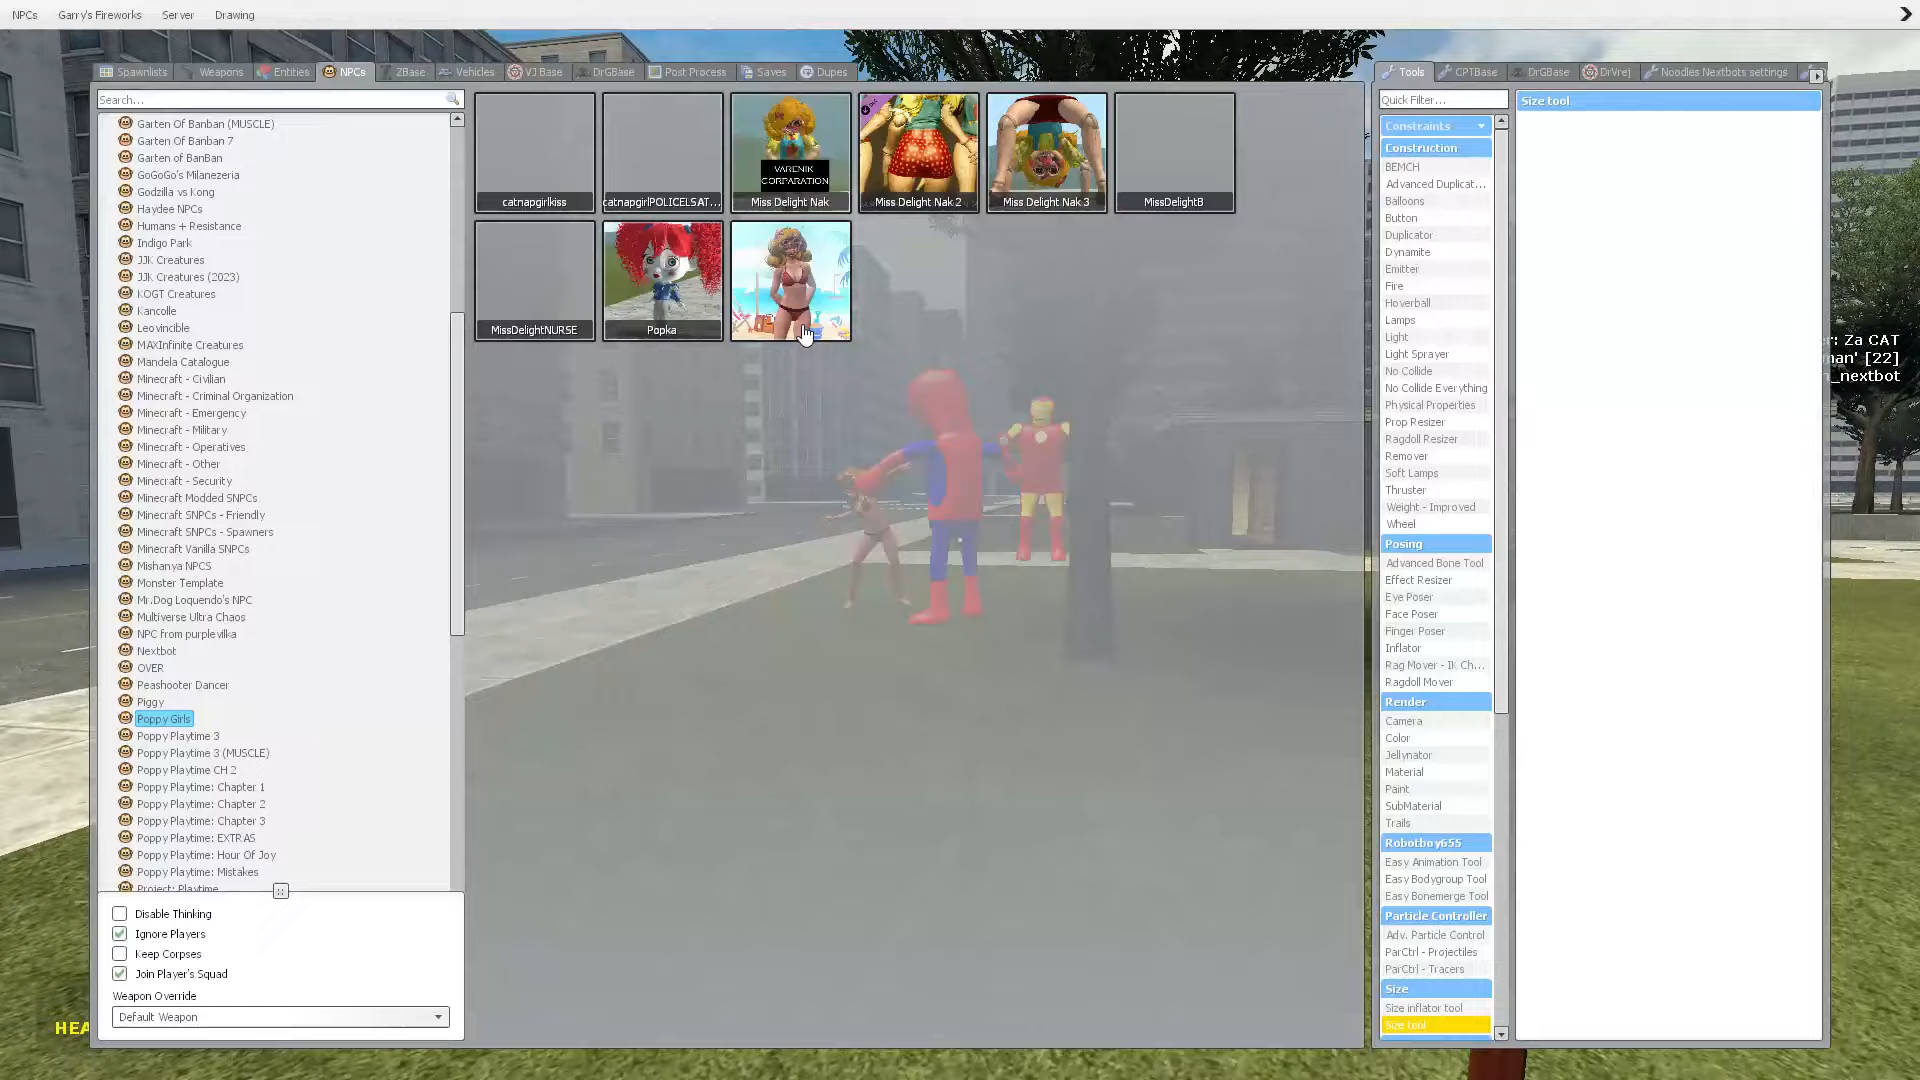 NPCs
Garry's Fireworks
Server
Drawing
Spawnlists
Weapons
Entities
NPCs
ZBase
Vehicles
VJ Base
DrGBase
Post Process
Saves
Dupes
Tools
CPTBase
DrGBase
DrVrej
Noodles Nextbots settings
Search...
Garten Of Banban (MUSCLE)
Garten Of Banban 7
Garten of BanBan
GoGoGo's Milanezeria
Godzilla vs Kong
Haydee NPCs
Humans + Resistance
Indigo Park
JJK Creatures
JJK Creatures (2023)
KOGT Creatures
Kancolle
Leovincible
MAXInfinite Creatures
Mandela Catalogue
Minecraft - Civilian
Minecraft - Criminal Organization
Minecraft - Emergency
Minecraft - Military
Minecraft - Operatives
Minecraft - Other
Minecraft - Security
Minecraft Modded SNPCs
Minecraft SNPCs - Friendly
Minecraft SNPCs - Spawners
Minecraft Vanilla SNPCs
Mishanya NPCS
Monster Template
Mr.Dog Loquendo's NPC
Multiverse Ultra Chaos
NPC from purplevilka
Nextbot
OVER
Peashooter Dancer
Piggy
Poppy Girls
Poppy Playtime 3
Poppy Playtime 3 (MUSCLE)
Poppy Playtime CH 2
Poppy Playtime: Chapter 1
Poppy Playtime: Chapter 2
Poppy Playtime: Chapter 3
Poppy Playtime: EXTRAS
Poppy Playtime: Hour Of Joy
Poppy Playtime: Mistakes
Project: Playtime
Disable Thinking
Ignore Players
Keep Corpses
Join Player's Squad
Weapon Override
Default Weapon
HEA
catnapgirlkiss
catnapgirlPOLICELSAT...
VARENIK
CORPARATION
Miss Delight Nak
Miss Delight Nak 2
Miss Delight Nak 3
MissDelightB
MissDelightNURSE
Popka
Quick Filter...
Constraints
Construction
BEMCH
Advanced Duplicat...
Balloons
Button
Duplicator
Dynamite
Emitter
Fire
Hoverball
Lamps
Light
Light Sprayer
No Collide
No Collide Everything
Physical Properties
Prop Resizer
Ragdoll Resizer
Remover
Soft Lamps
Thruster
Weight - Improved
Wheel
Posing
Advanced Bone Tool
Effect Resizer
Eye Poser
Face Poser
Finger Poser
Inflator
Rag Mover - IK Ch...
Ragdoll Mover
Render
Camera
Color
Jellynator
Material
Paint
SubMaterial
Trails
Robotboy655
Easy Animation Tool
Easy Bodygroup Tool
Easy Bonemerge Tool
Particle Controller
Adv. Particle Control
ParCtrl - Projectiles
ParCtrl - Tracers
Size
Size inflator tool
Size tool
Size tool
r: Za CAT
nan' [22]
n_nextbot